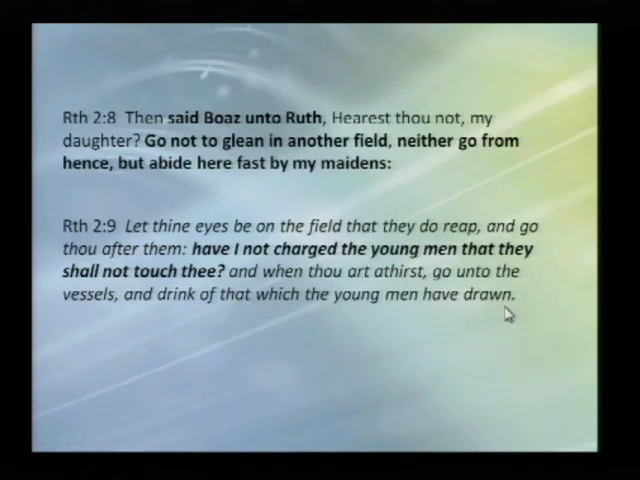 Rth 2:8 Then said Boaz unto Ruth, Hearest thou not, my
daughter? Go not to glean in another field, neither go from
hence, but abide here fast by my maidens:
Rth 2:9 Let thine eyes be on the field that they do reap, and go
thou after them: have I not charged the young men that they
shall not touch thee? and when thou art athirst, go unto the
vessels, and drink of that which the young men have drawn.